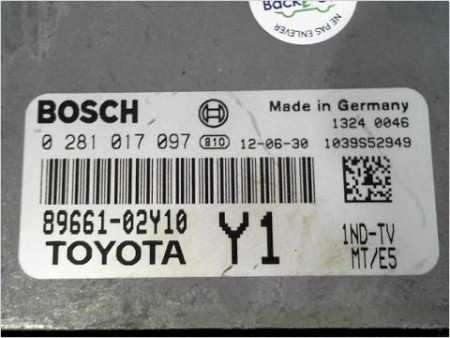 NE PAS ENLEVER
BOSCH
Made in Germany
1324 0046
0 281 017 097 810 12-06-30 1039S52949
89661-02Y10
TOYOTA
Y1
1ND-TV
MT/E5